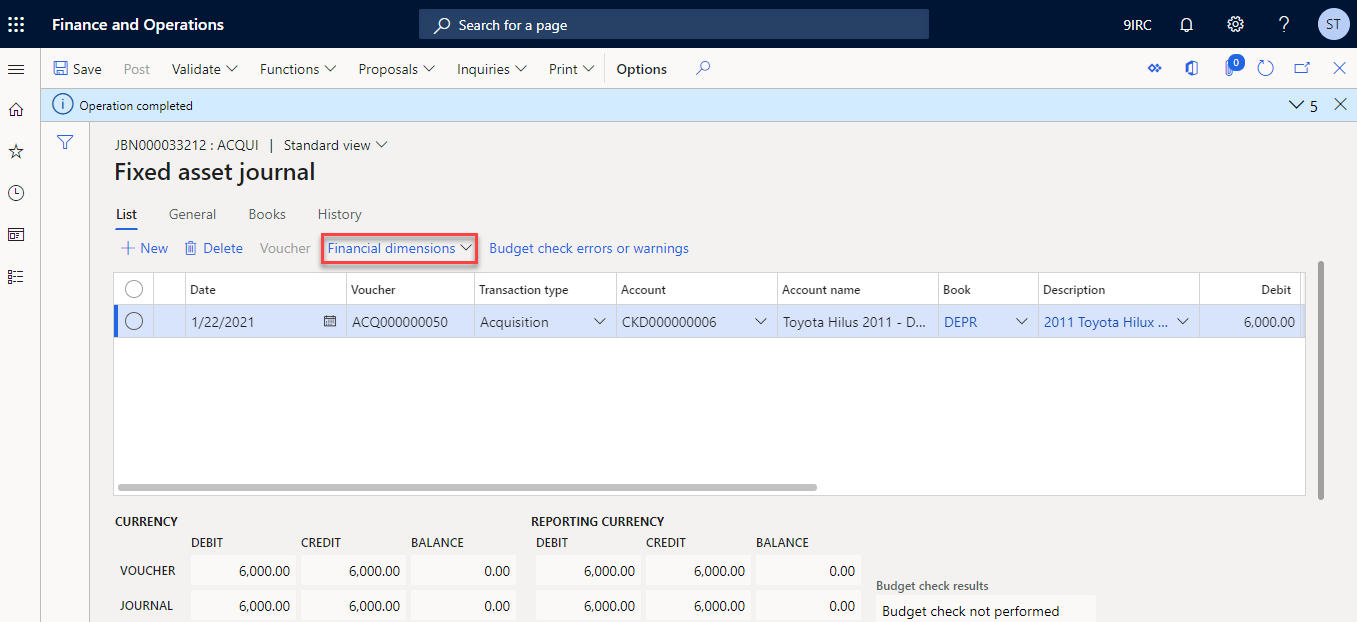 Finance and Operations
Search for a page
9IRC
ST
Save Post Validate Functions Proposals Inquiries Print Options
0
Operation completed
5
JBN000033212 : ACQUI | Standard view
Fixed asset journal
List General Books History
New Delete Voucher Financial dimensions Budget check errors or warnings
Date Voucher Transaction type Account Account name Book Description Debit
1/22/2021 ACQ000000050 Acquisition CKD000000006 Toyota Hilus 2011 - D... DEPR 2011 Toyota Hilux ... 6,000.00
CURRENCY REPORTING CURRENCY
DEBIT CREDIT BALANCE DEBIT CREDIT BALANCE
VOUCHER 6,000.00 6,000.00 0.00 6,000.00 6,000.00 0.00
Budget check results
JOURNAL 6,000.00 6,000.00 0.00 6,000.00 6,000.00 0.00
Budget check not performed